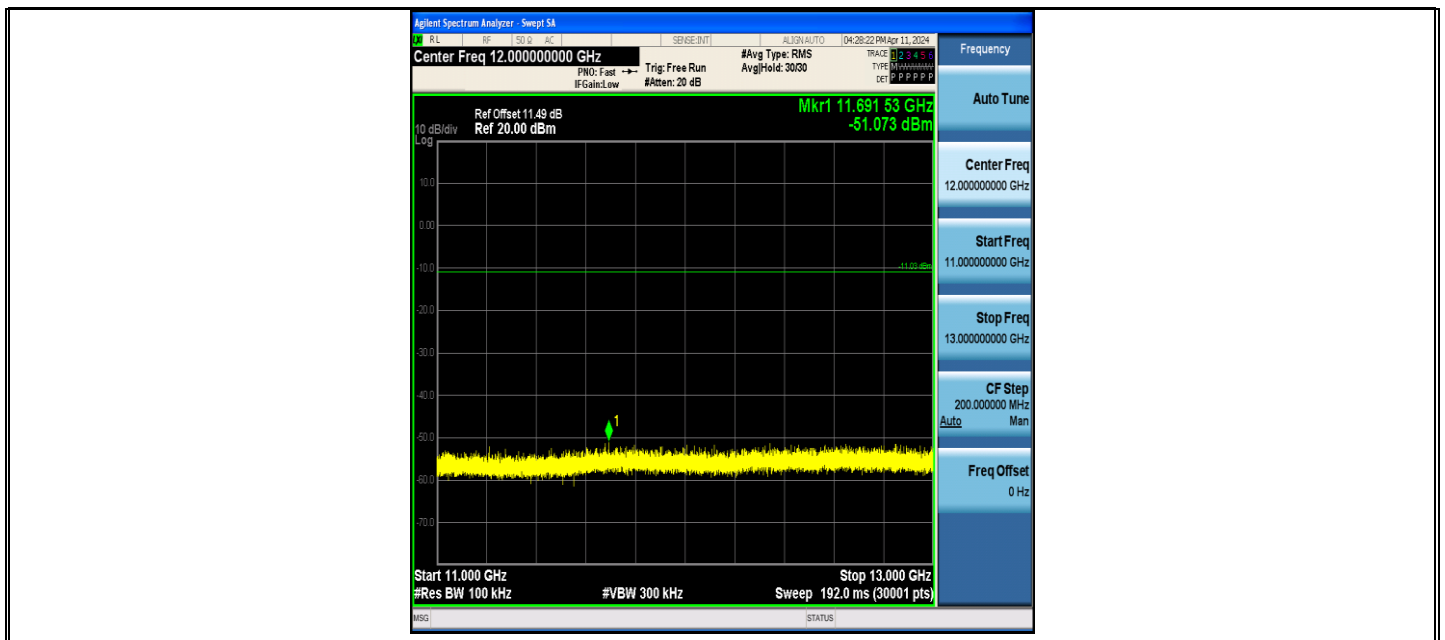 Agilent Spectrum Analyzer - Swept SA
RL RF 50 Ω AC SENSE:INT ALIGN AUTO 04:28:22 PM Apr 11, 2024
Center Freq 12.000000000 GHz
PNO: Fast
IFGain:Low
Trig: Free Run
#Atten: 20 dB
#Avg Type: RMS
Avg|Hold: 30/30
TRACE 1 2 3 4 5 6
TYPE M
DET P P P P P P
Mkr1 11.691 53 GHz
-51.073 dBm
Ref Offset 11.49 dB
10 dB/div Ref 20.00 dBm
Log
10.0
0.00
-10.0
-11.03 dBm
-20.0
-30.0
-40.0
1
-50.0
-60.0
-70.0
Start 11.000 GHz Stop 13.000 GHz
#Res BW 100 kHz #VBW 300 kHz Sweep 192.0 ms (30001 pts)
MSG STATUS
Frequency
Auto Tune
Center Freq
12.000000000 GHz
Start Freq
11.000000000 GHz
Stop Freq
13.000000000 GHz
CF Step
200.000000 MHz
Auto Man
Freq Offset
0 Hz